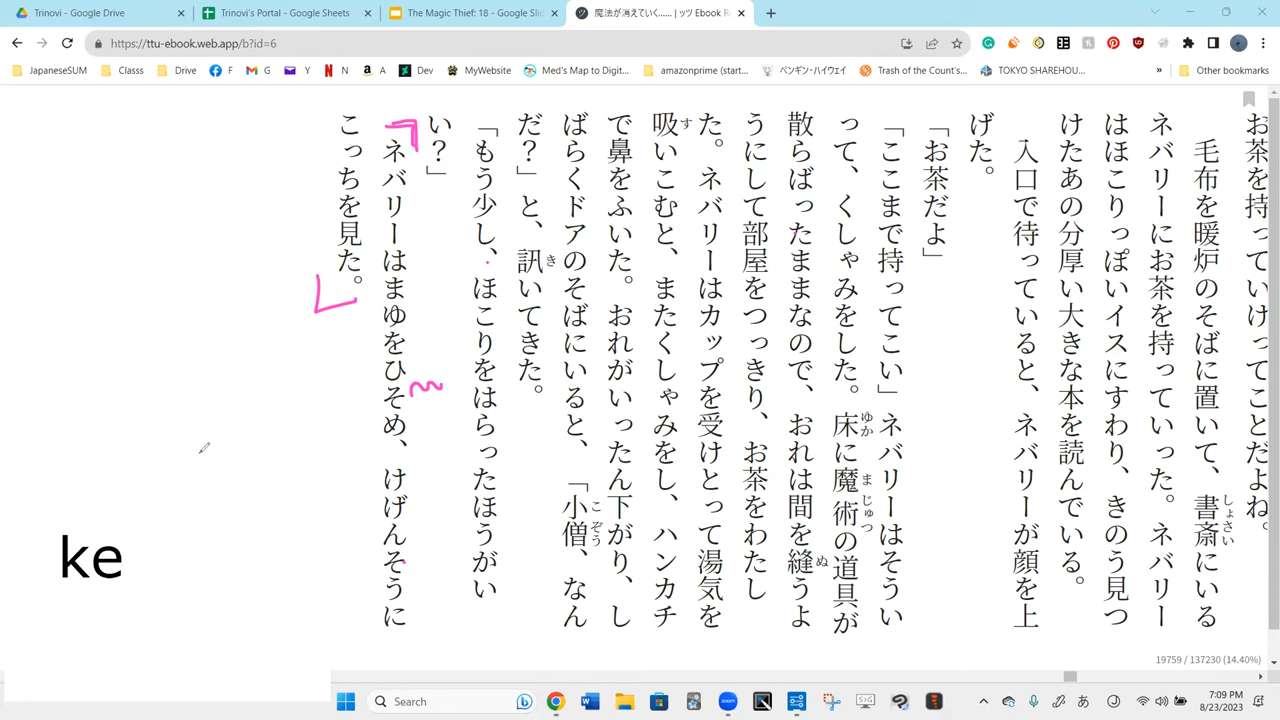 Trinovi - Google Drive
Trinovi's Portal - Google Sheets
The Magic Thief: 18 - Google Slid
魔法が消えていく...... | ッツ Ebook Re
https://ttu-ebook.web.app/b?id=6
JapaneseSUM
Classs
Drive
F
M G
Y
N
A
Dev
MyWebsite
Med's Map to Digit...
amazonprime (start...
ペンギン・ハイウェイ
Trash of the Count's...
TOKYO SHAREHOU...
»
Other bookmarks
お茶を持っていけってことだよね。
毛布を暖炉のそばに置いて、書斎にいる
ネバリーにお茶を持っていった。ネバリー
はほこりっぽいイスにすわり、きのう見つ
けたあの分厚い大きな本を読んでいる。
入口で待っていると、ネバリーが顔を上
げた。
「お茶だよ」
「ここまで持ってこい」ネバリーはそうい
って、くしゃみをした。床に魔術の道具が
散らばったままなので、おれは間を縫うよ
うにして部屋をつっきり、お茶をわたし
た。ネバリーはカップを受けとって湯気を
吸いこむと、またくしゃみをし、ハンカチ
で鼻をふいた。おれがいったん下がり、し
ばらくドアのそばにいると、「小僧、なん
だ?」と、訊いてきた。
「もう少し、ほこりをはらったほうがい
い?」
ネバリーはまゆをひそめ、けげんそうに
こっちを見た。
ke
19759 / 137230 (14.40%)
Search
7:09 PM
8/23/2023